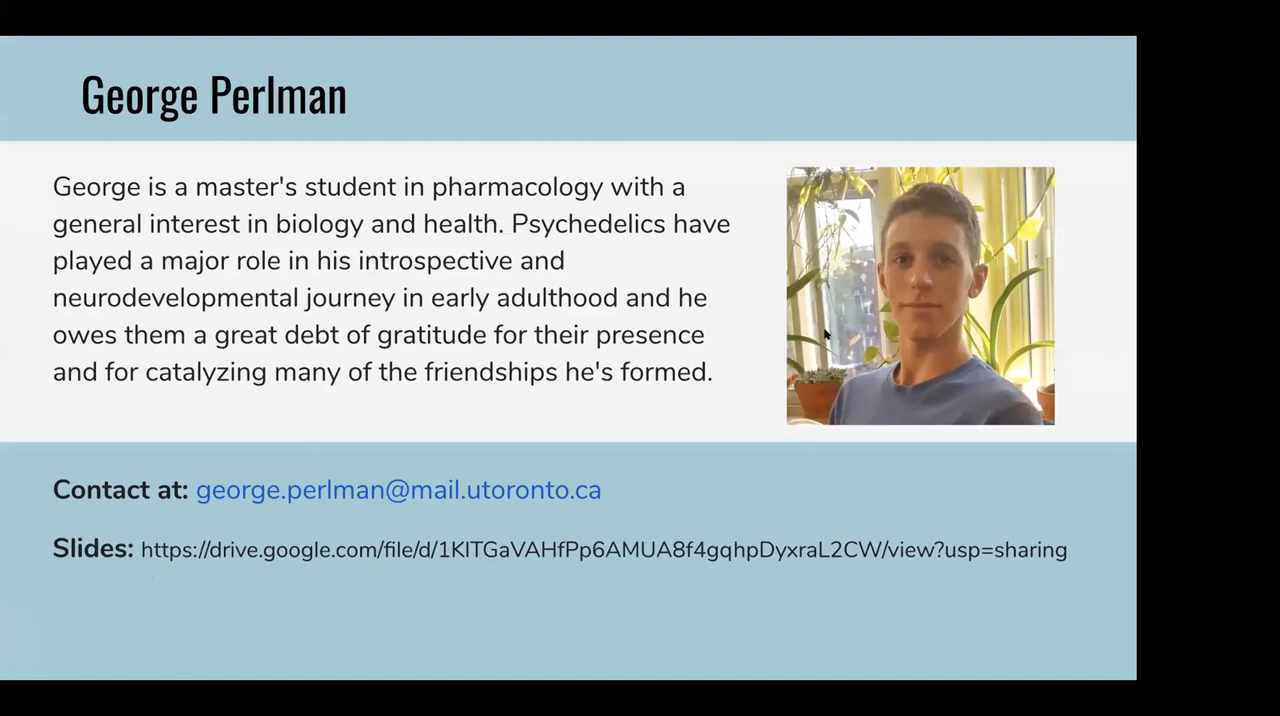 George Perlman
George is a master's student in pharmacology with a
general interest in biology and health. Psychedelics have
played a major role in his introspective and
neurodevelopmental journey in early adulthood and he
owes them a great debt of gratitude for their presence
and for catalyzing many of the friendships he's formed.
Contact at: george.perlman@mail.utoronto.ca
Slides: https://drive.google.com/file/d/1KITGaVAHfPp6AMUA8f4gqhpDyxraL2CW/view?usp=sharing